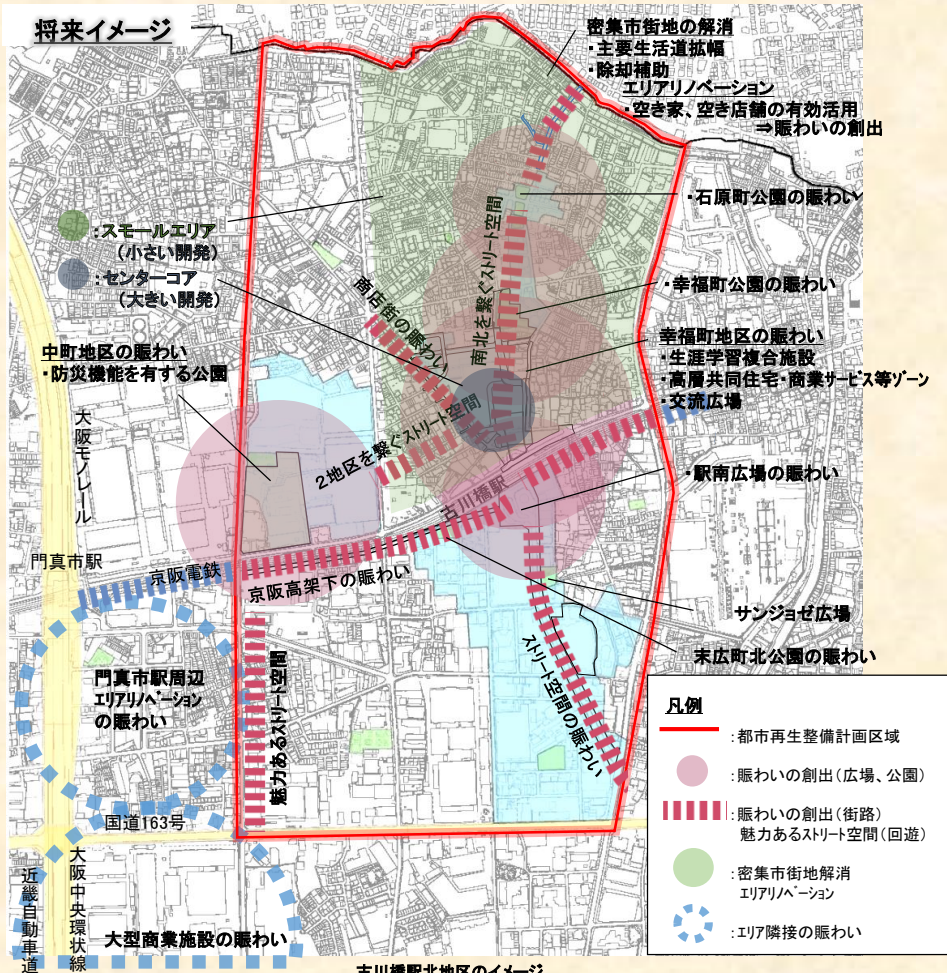 将来イメージ
密集市街地の解消
・主要生活道拡幅
・除却補助
エリアリノベーション
・空き家、空き店舗の有効活用
⇒賑わいの創出
・石原町公園の賑わい
:スモールエリア
(小さい開発)
:センターコア
(大きい開発)
商店街の賑わい
南北を繋ぐストリート空間
・幸福町公園の賑わい
幸福町地区の賑わい
・生涯学習複合施設
・高層共同住宅・商業サービス等ゾーン
・交流広場
中町地区の賑わい
・防災機能を有する公園
大阪モノレール
2地区を繋ぐストリート空間
古川橋駅
・駅南広場の賑わい
門真市駅
京阪電鉄
京阪高架下の賑わい
サンジョゼ広場
末広町北公園の賑わい
門真市駅周辺
エリアリノベーション
の賑わい
魅力あるストリート空間
ストリート空間の賑わい
国道163号
近畿自動車道
大阪中央環状線
大型商業施設の賑わい
凡例
:都市再生整備計画区域
:賑わいの創出(広場、公園)
:賑わいの創出(街路)
魅力あるストリート空間(回遊)
:密集市街地解消
エリアリノベーション
:エリア隣接の賑わい
古川橋駅北地区のイメージ